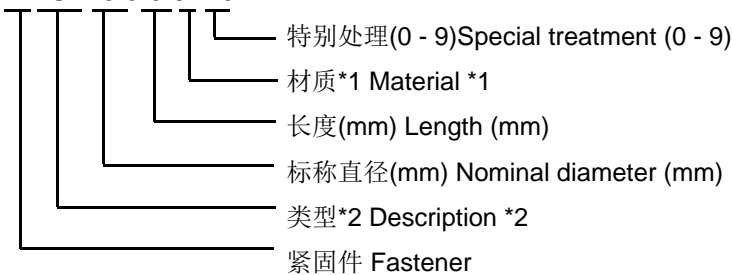 特别处理(0 - 9)Special treatment (0 - 9)
材质*1 Material *1
长度(mm) Length (mm)
标称直径(mm) Nominal diameter (mm)
类型*2 Description *2
紧固件 Fastener